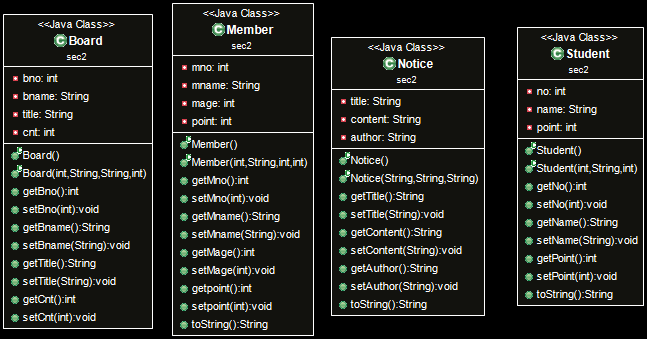 <<Java Class>>
Board
sec2
bno: int
bname: String
title: String
cnt: int
Board()
Board(int,String,String,int)
getBno():int
setBno(int):void
getBname():String
setBname(String):void
getTitle():String
setTitle(String):void
getCnt():int
setCnt(int):void
<<Java Class>>
Member
sec2
mno: int
mname: String
mage: int
point: int
Member()
Member(int,String,int,int)
getMno():int
setMno(int):void
getMname():String
setMname(String):void
getMage():int
setMage(int):void
getpoint():int
setpoint(int):void
toString():String
<<Java Class>>
Notice
sec2
title: String
content: String
author: String
Notice()
Notice(String,String,String)
getTitle():String
setTitle(String):void
getContent():String
setContent(String):void
getAuthor():String
setAuthor(String):void
toString():String
<<Java Class>>
Student
sec2
no: int
name: String
point: int
Student()
Student(int,String,int)
getNo():int
setNo(int):void
getName():String
setName(String):void
getPoint():int
setPoint(int):void
toString():String